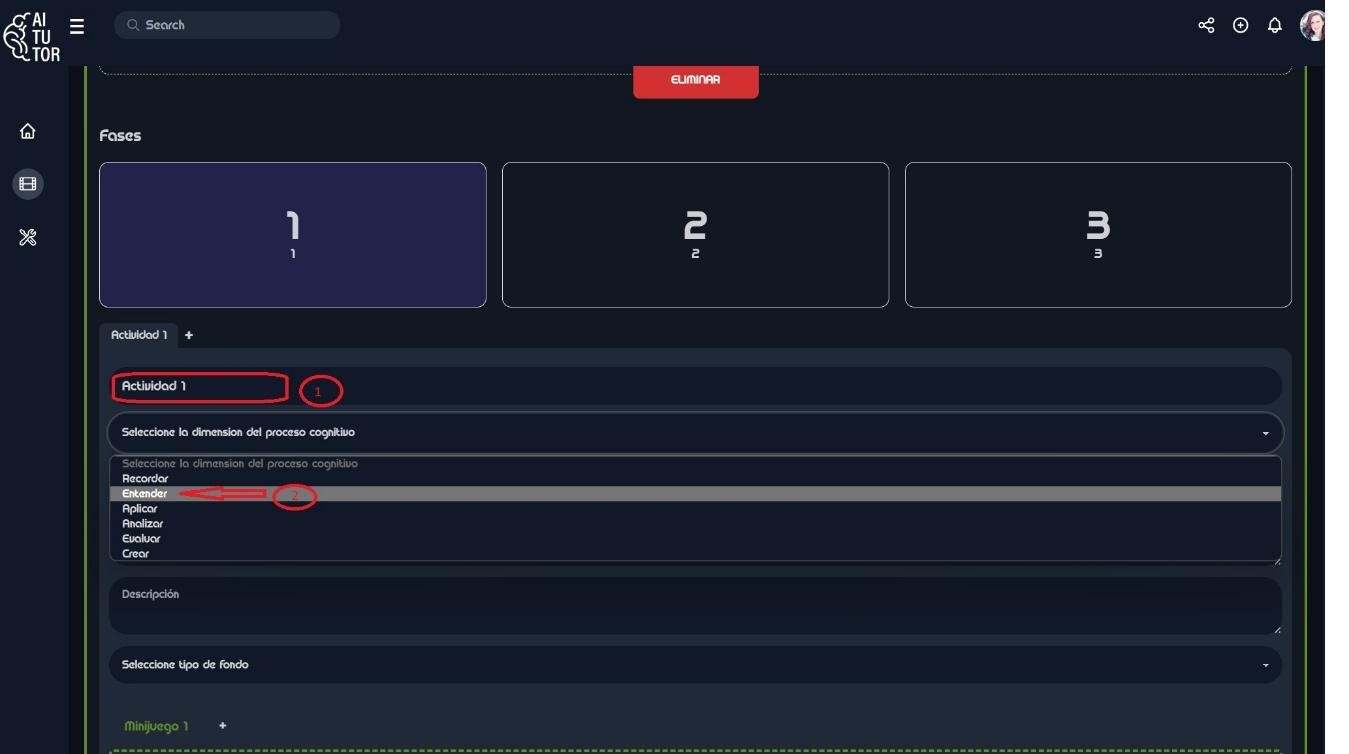 AI
TU
TOR
Search
ELIMINAR
Fases
1
1
2
2
3
3
Actividad 1 +
Actividad 1
1
Seleccione la dimension del proceso cognitivo
Seleccione la dimension del proceso cognitivo
Recordar
Entender
2
Aplicar
Analizar
Evaluar
Crear
Descripción
Seleccione tipo de fondo
Minijuego 1 +